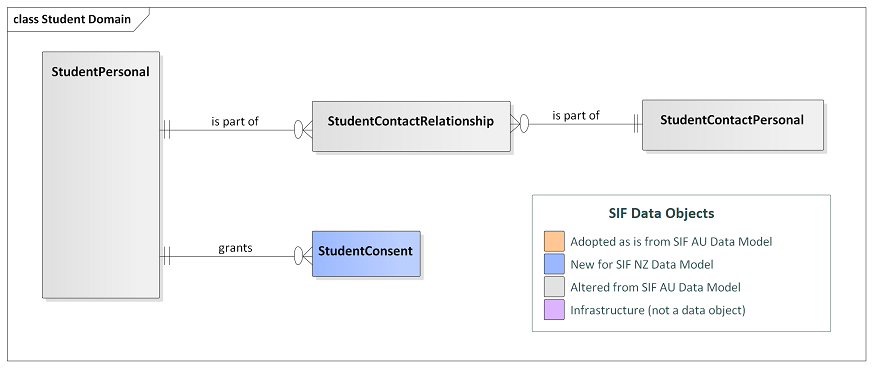 class Student Domain
StudentPersonal
is part of
StudentContactRelationship
is part of
StudentContactPersonal
grants
StudentConsent
SIF Data Objects
Adopted as is from SIF AU Data Model
New for SIF NZ Data Model
Altered from SIF AU Data Model
Infrastructure (not a data object)